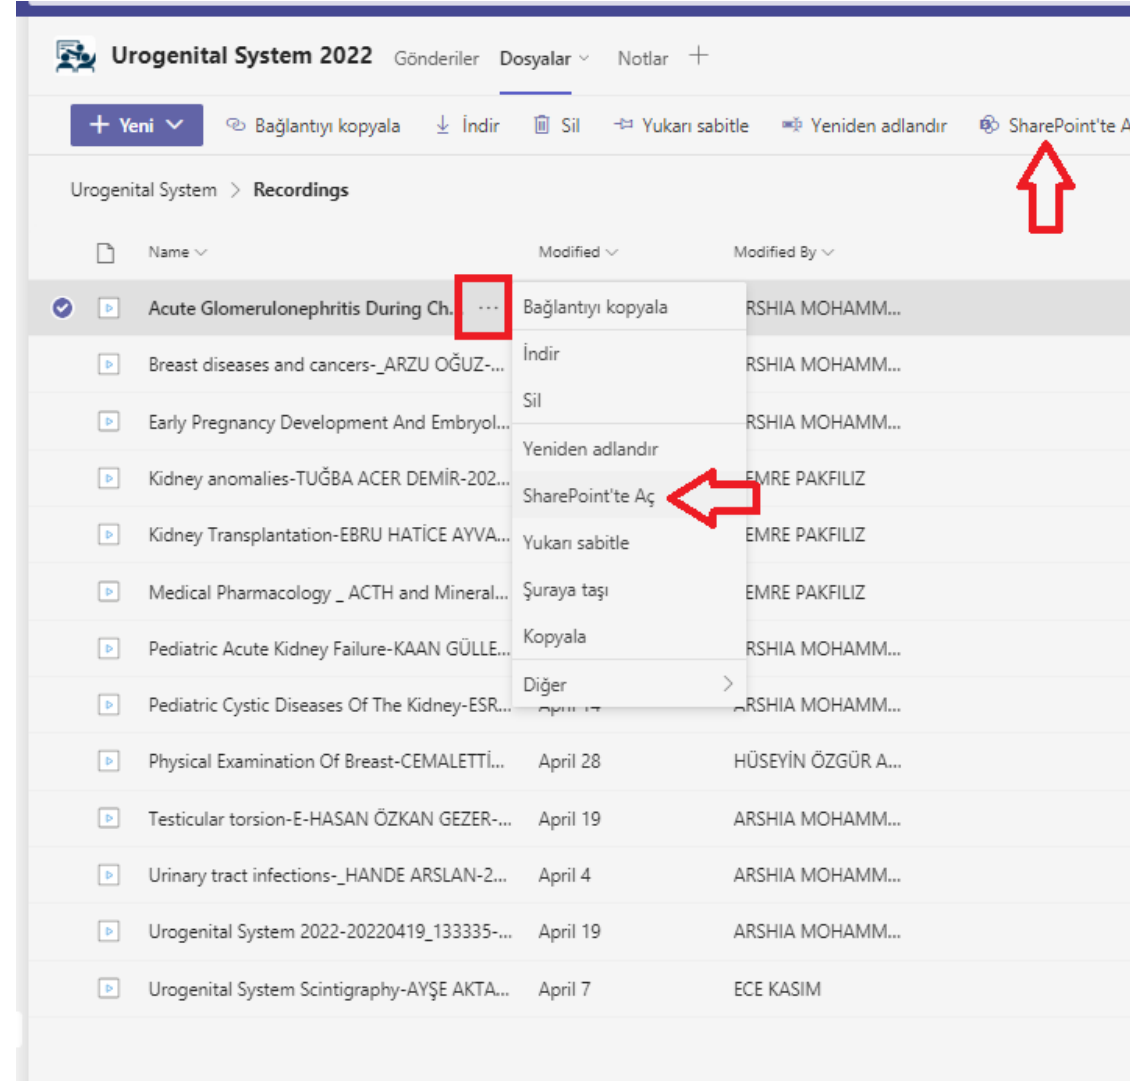 Urogenital System 2022 Gönderiler Dosyalar Notlar
Yeni Bağlantıyı kopyala İndir Sil Yukarı sabitle Yeniden adlandır SharePoint'te A
Urogenital System > Recordings
Name Modified Modified By
Acute Glomerulonephritis During Ch... ... RSHIA MOHAMM...
Breast diseases and cancers-_ARZU OĞUZ-... RSHIA MOHAMM...
Early Pregnancy Development And Embryol... RSHIA MOHAMM...
Kidney anomalies-TUĞBA ACER DEMİR-202... EMRE PAKFILIZ
Kidney Transplantation-EBRU HATİCE AYVA... EMRE PAKFILIZ
Medical Pharmacology _ ACTH and Mineral... EMRE PAKFILIZ
Pediatric Acute Kidney Failure-KAAN GÜLLE... RSHIA MOHAMM...
Pediatric Cystic Diseases Of The Kidney-ESR... April 14 ARSHIA MOHAMM...
Physical Examination Of Breast-CEMALETTİ... April 28 HÜSEYİN ÖZGÜR A...
Testicular torsion-E-HASAN ÖZKAN GEZER-... April 19 ARSHIA MOHAMM...
Urinary tract infections-_HANDE ARSLAN-2... April 4 ARSHIA MOHAMM...
Urogenital System 2022-20220419_133335-... April 19 ARSHIA MOHAMM...
Urogenital System Scintigraphy-AYŞE AKTA... April 7 ECE KASIM
Bağlantıyı kopyala
İndir
Sil
Yeniden adlandır
SharePoint'te Aç
Yukarı sabitle
Şuraya taşı
Kopyala
Diğer